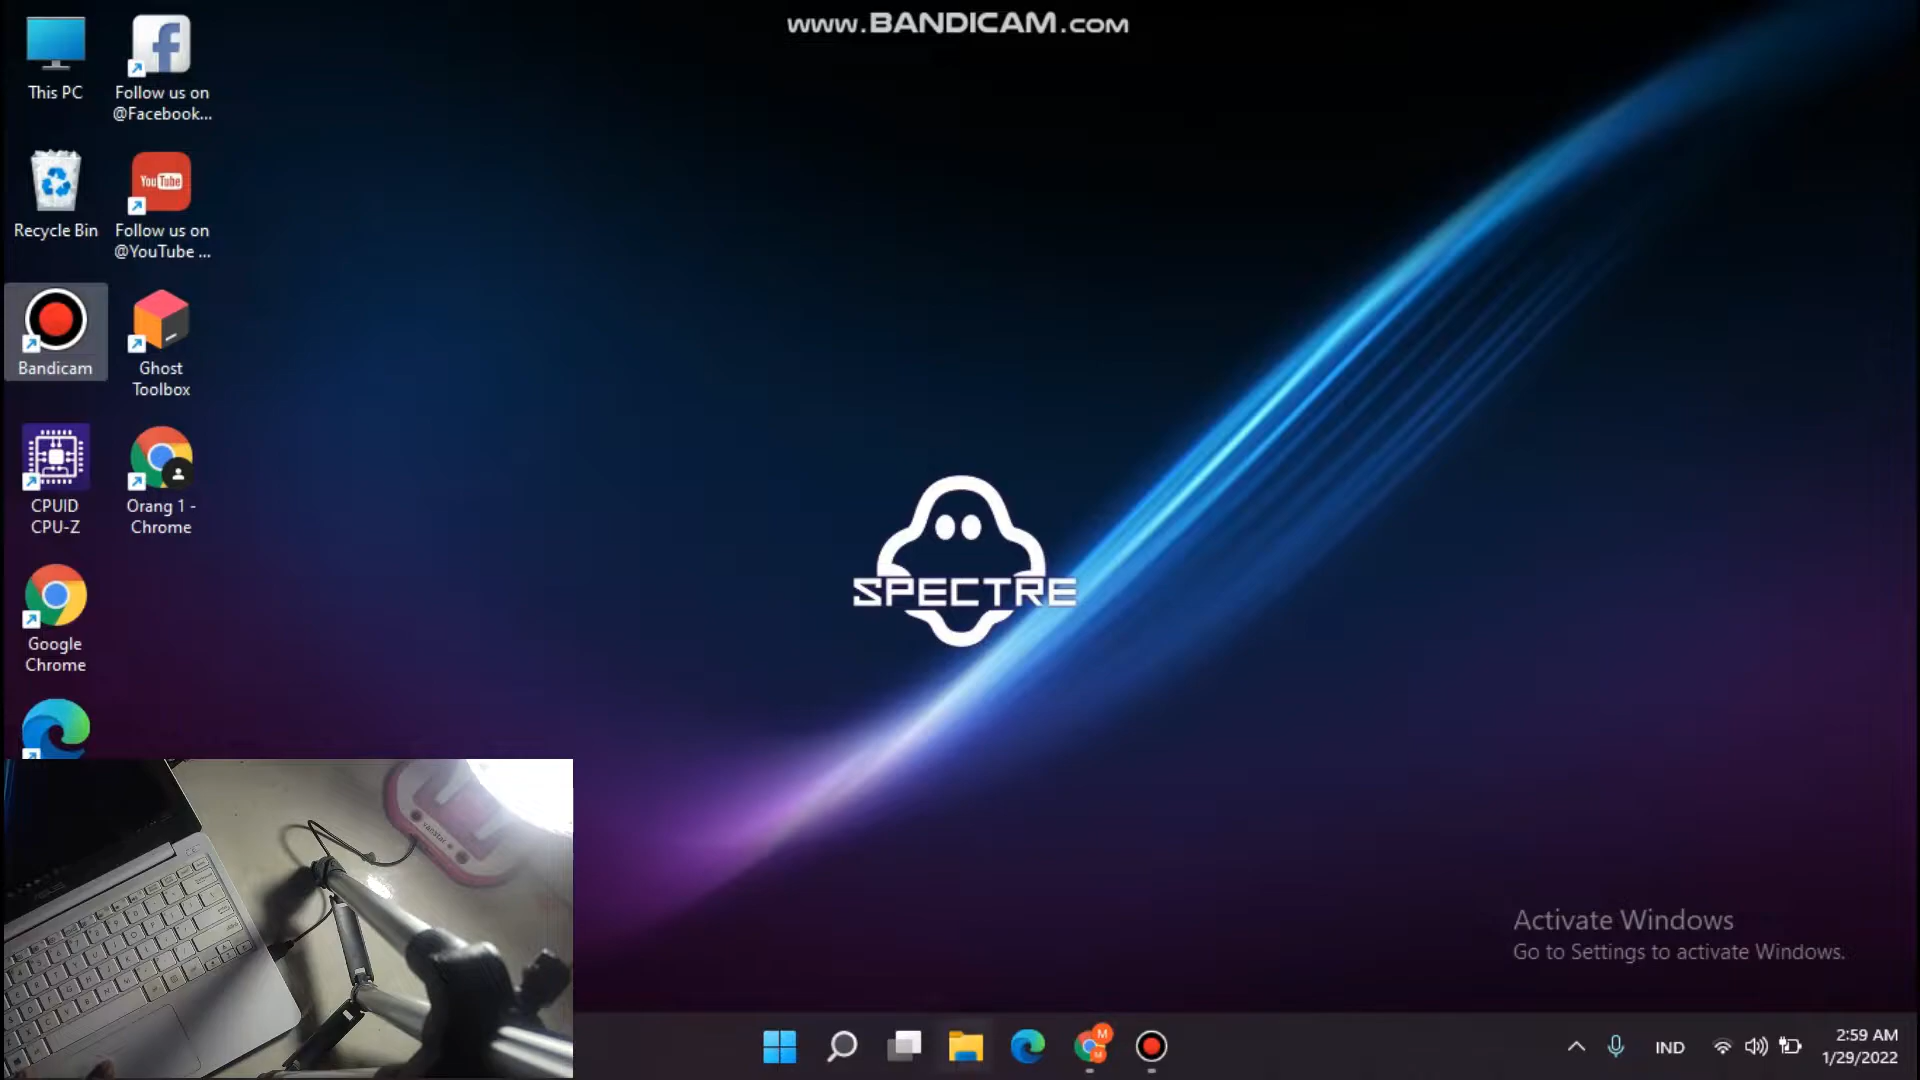 www.BANDICAM.com
This PC
Follow us on
@Facebook...
Recycle Bin
Follow us on
@YouTube ...
YouTube
Bandicam
Ghost
Toolbox
CPUID
CPU-Z
Orang 1 -
Chrome
Google
Chrome
SPECTRE
vanstar
Activate Windows
Go to Settings to activate Windows.
M
M
IND
2:59 AM
1/29/2022